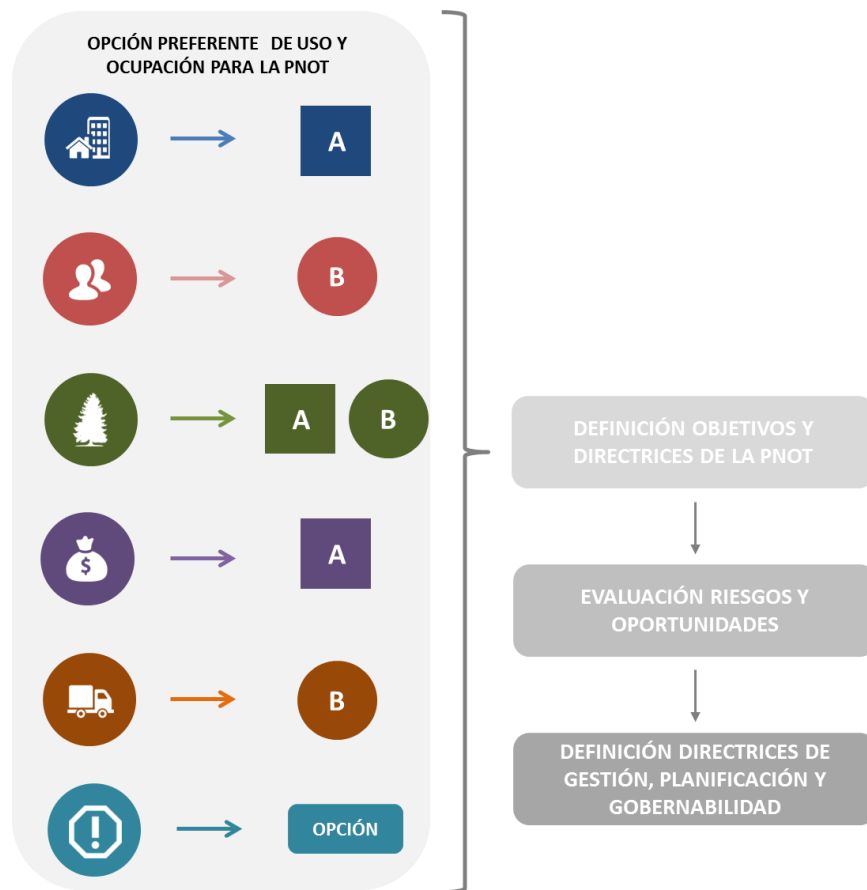 OPCIÓN PREFERENTE DE USO Y
OCUPACIÓN PARA LA PNOT
A
B
A B
$ A
B
! OPCIÓN
DEFINICIÓN OBJETIVOS Y
DIRECTRICES DE LA PNOT
EVALUACIÓN RIESGOS Y
OPORTUNIDADES
DEFINICIÓN DIRECTRICES DE
GESTIÓN, PLANIFICACIÓN Y
GOBERNABILIDAD